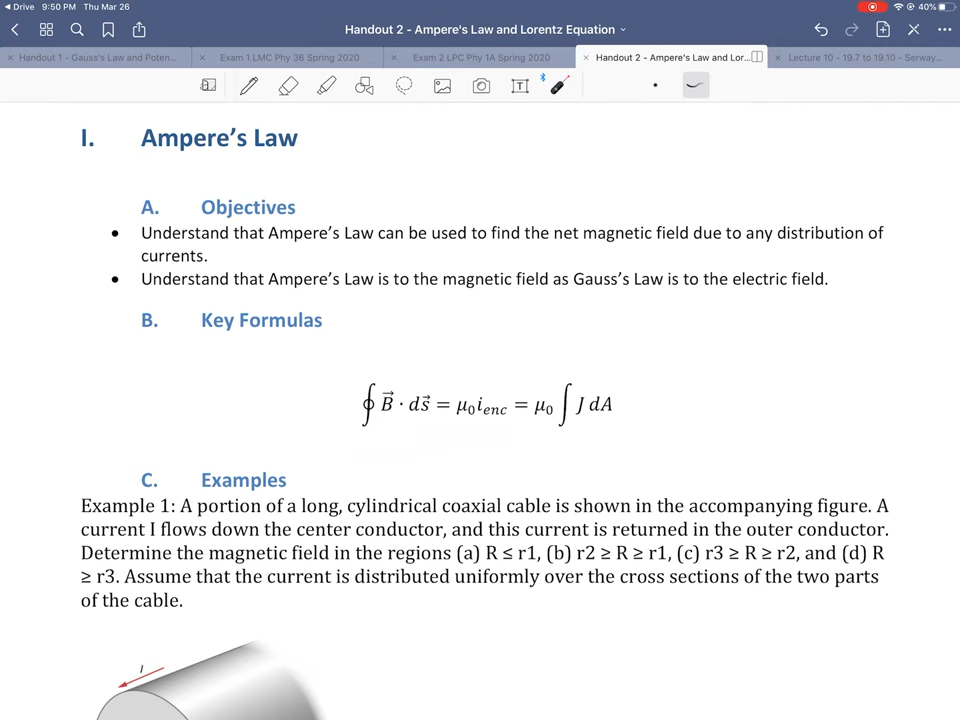 Drive 9:50 PM Thu Mar 26
40%
Handout 2 - Ampere's Law and Lorentz Equation
Handout 1 - Gauss's Law and Poten...
Exam 1 LMC Phy 36 Spring 2020
Exam 2 LPC Phy 1A Spring 2020
Handout 2 - Ampere's Law and Lor...
Lecture 10 - 19.7 to 19.10 - Serway...
T
I. Ampere's Law
A. Objectives
• Understand that Ampere's Law can be used to find the net magnetic field due to any distribution of
currents.
• Understand that Ampere's Law is to the magnetic field as Gauss's Law is to the electric field.
B. Key Formulas
∮ B⃗ · ds⃗ = μ₀i_enc = μ₀ ∫ J dA
C. Examples
Example 1: A portion of a long, cylindrical coaxial cable is shown in the accompanying figure. A
current I flows down the center conductor, and this current is returned in the outer conductor.
Determine the magnetic field in the regions (a) R ≤ r1, (b) r2 ≥ R ≥ r1, (c) r3 ≥ R ≥ r2, and (d) R
≥ r3. Assume that the current is distributed uniformly over the cross sections of the two parts
of the cable.
I